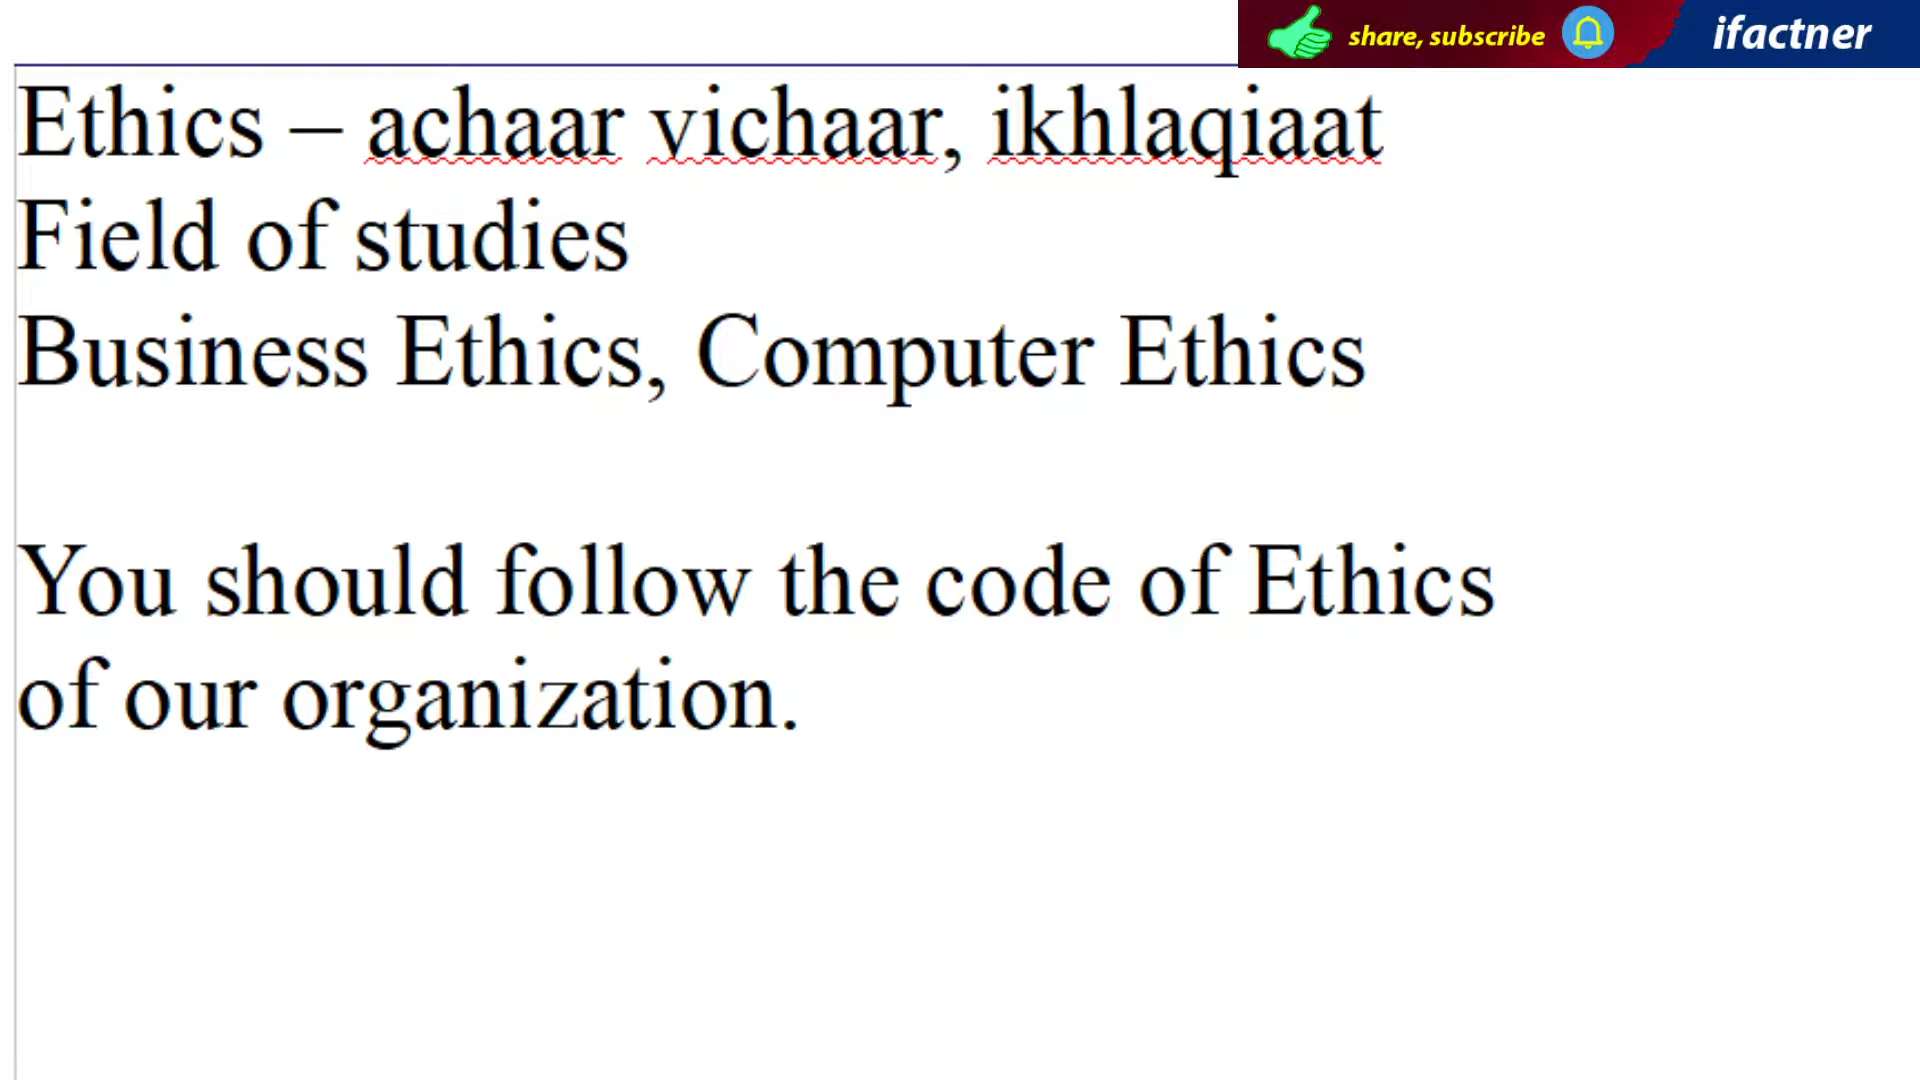 share, subscribe
ifactner
Ethics – achaar vichaar, ikhlaqiaat
Field of studies
Business Ethics, Computer Ethics
You should follow the code of Ethics
of our organization.